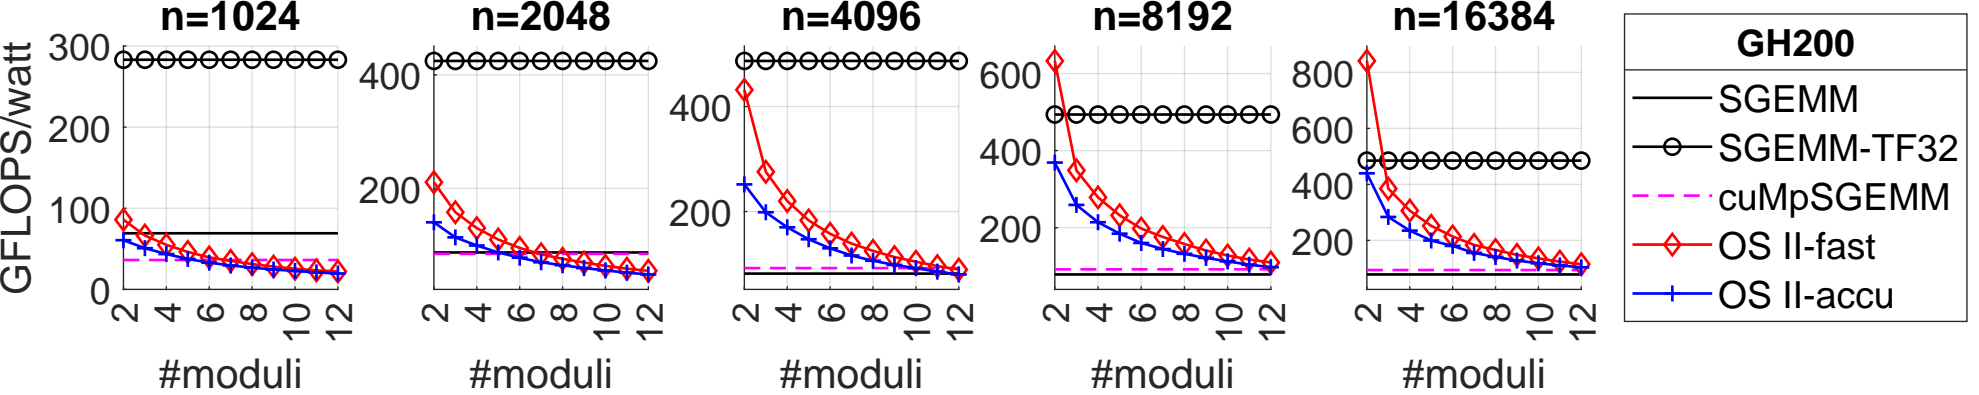 n=1024
n=2048
n=4096
n=8192
n=16384
GFLOPS/watt
300
200
100
0
2 4 6 8 10 12
#moduli
400
200
2 4 6 8 10 12
#moduli
400
200
2 4 6 8 10 12
#moduli
600
400
200
2 4 6 8 10 12
#moduli
800
600
400
200
2 4 6 8 10 12
#moduli
GH200
SGEMM
SGEMM-TF32
cuMpSGEMM
OS II-fast
OS II-accu